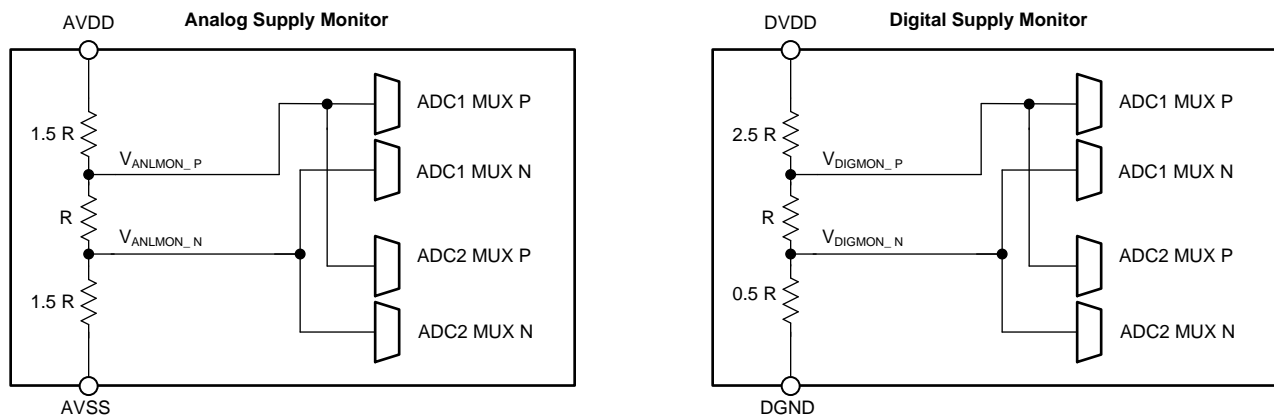 Analog Supply Monitor
AVDD
1.5 R
V_ANLMON_P
R
V_ANLMON_N
1.5 R
AVSS
ADC1 MUX P
ADC1 MUX N
ADC2 MUX P
ADC2 MUX N
Digital Supply Monitor
DVDD
2.5 R
V_DIGMON_P
R
V_DIGMON_N
0.5 R
DGND
ADC1 MUX P
ADC1 MUX N
ADC2 MUX P
ADC2 MUX N